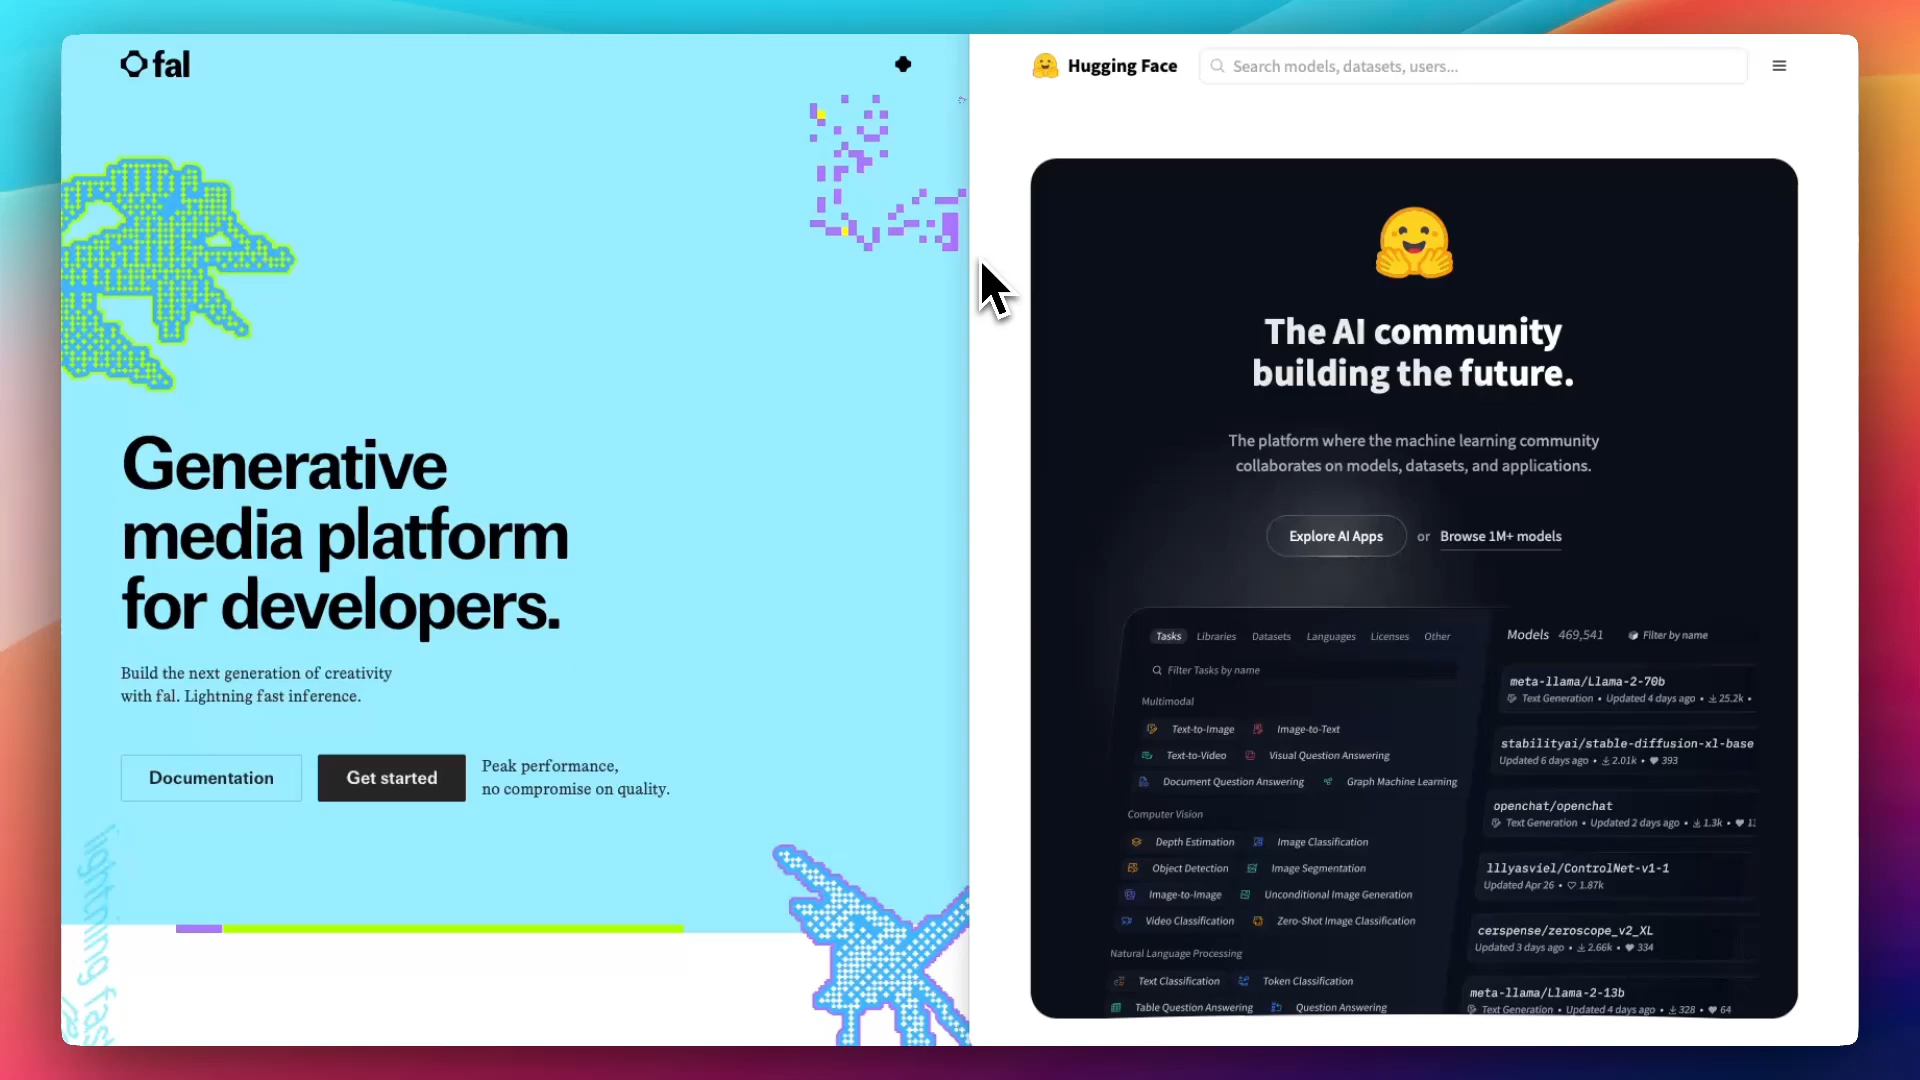 fal
Generative
media platform
for developers.
Build the next generation of creativity
with fal. Lightning fast inference.
Documentation
Get started
Peak performance,
no compromise on quality.
lightning fast
Hugging Face
Search models, datasets, users...
The AI community
building the future.
The platform where the machine learning community
collaborates on models, datasets, and applications.
Explore AI Apps or Browse 1M+ models
Tasks Libraries Datasets Languages Licenses Other
Filter Tasks by name
Multimodal
Text-to-Image Image-to-Text
Text-to-Video Visual Question Answering
Document Question Answering Graph Machine Learning
Computer Vision
Depth Estimation Image Classification
Object Detection Image Segmentation
Image-to-Image Unconditional Image Generation
Video Classification Zero-Shot Image Classification
Natural Language Processing
Text Classification Token Classification
Table Question Answering Question Answering
Models 469,541 Filter by name
meta-llama/Llama-2-70b
Text Generation • Updated 4 days ago • 25.2k •
stabilityai/stable-diffusion-xl-base
Updated 6 days ago • 2.01k • 393
openchat/openchat
Text Generation • Updated 2 days ago • 1.3k •
lllyasviel/ControlNet-v1-1
Updated Apr 26 • 1.87k
cerspense/zeroscope_v2_XL
Updated 3 days ago • 2.66k • 334
meta-llama/Llama-2-13b
Text Generation • Updated 4 days ago • 328 • 64